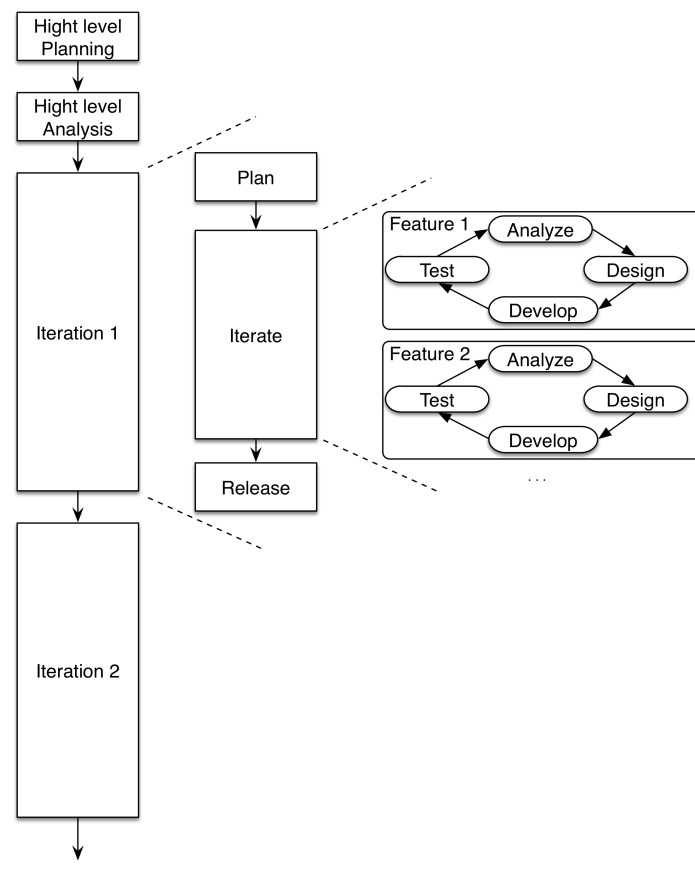 Hight level
Planning
Hight level
Analysis
Iteration 1
Iteration 2
Plan
Iterate
Release
Feature 1
Analyze
Test
Design
Develop
Feature 2
Analyze
Test
Design
Develop
...